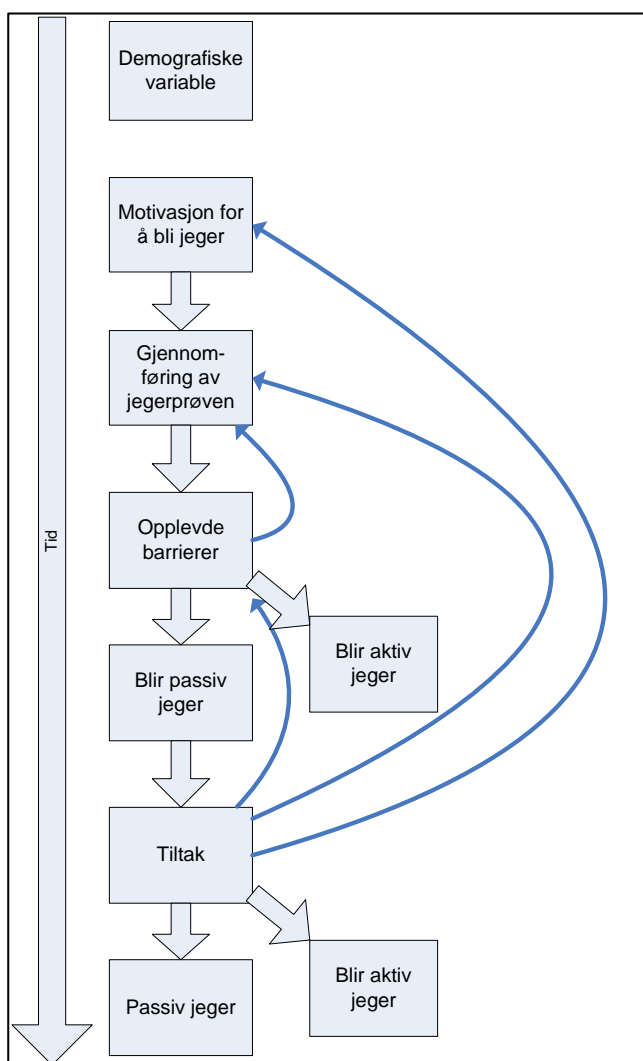 Demografiske
variable
Motivasjon for
å bli jeger
Gjennom-
føring av
jegerprøven
Opplevde
barrierer
Tid
Blir aktiv
jeger
Blir passiv
jeger
Tiltak
Blir aktiv
jeger
Passiv jeger